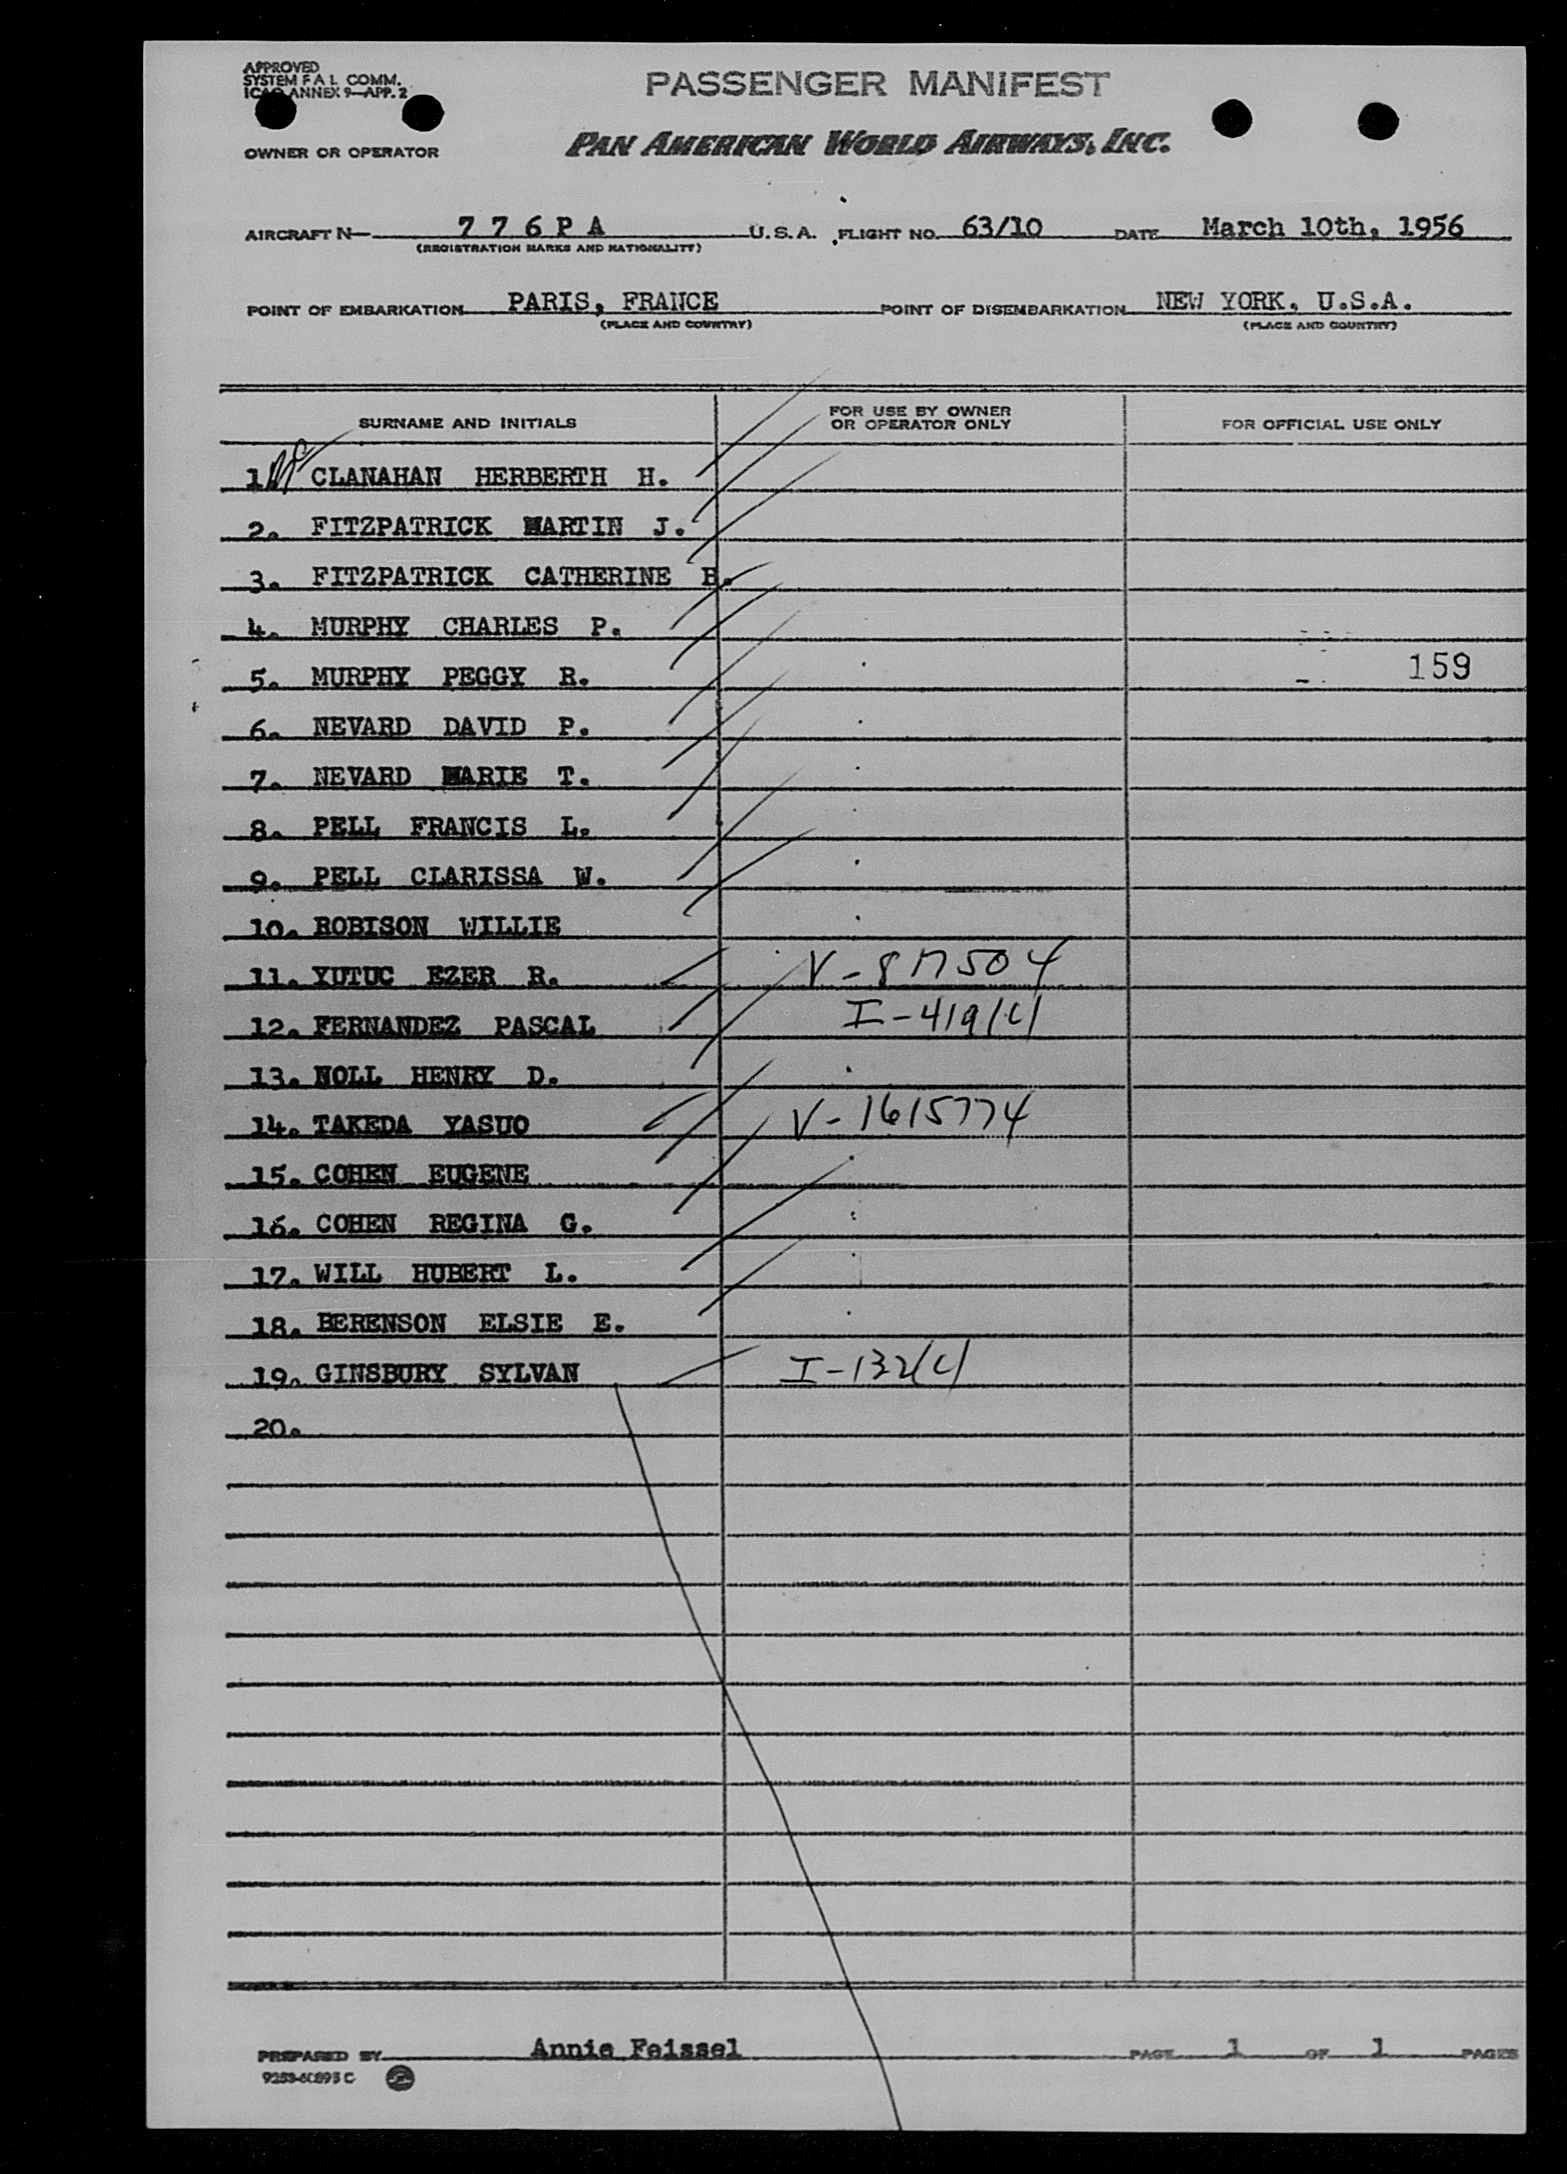 APPROVED
SYSTEM F A L COMM.
ICAO ANNEX 9—APP. 2
PASSENGER MANIFEST
PAN AMERICAN WORLD AIRWAYS, INC.
OWNER OR OPERATOR
AIRCRAFT N— 7 7 6 P A U.S.A. FLIGHT NO. 63/10 DATE March 10th, 1956
(REGISTRATION MARKS AND NATIONALITY)
POINT OF EMBARKATION PARIS, FRANCE POINT OF DISEMBARKATION NEW YORK, U.S.A.
(PLACE AND COUNTRY) (PLACE AND COUNTRY)
SURNAME AND INITIALS FOR USE BY OWNER OR OPERATOR ONLY FOR OFFICIAL USE ONLY
1. Mc CLANAHAN HERBERTH H.
2. FITZPATRICK MARTIN J.
3. FITZPATRICK CATHERINE B.
4. MURPHY CHARLES P.
5. MURPHY PEGGY R. 159
6. NEVARD DAVID P.
7. NEVARD MARIE T.
8. PELL FRANCIS L.
9. PELL CLARISSA W.
10. ROBISON WILLIE
11. YUTUC EZER R. V-817504
12. FERNANDEZ PASCAL I-419/C/
13. NOLL HENRY D.
14. TAKEDA YASUO V-1615774
15. COHEN EUGENE
16. COHEN REGINA G.
17. WILL HUBERT L.
18. BERENSON ELSIE E.
19. GINSBURY SYLVAN I-132/C/
20.
PREPARED BY Annie Feissel PAGE 1 OF 1 PAGES